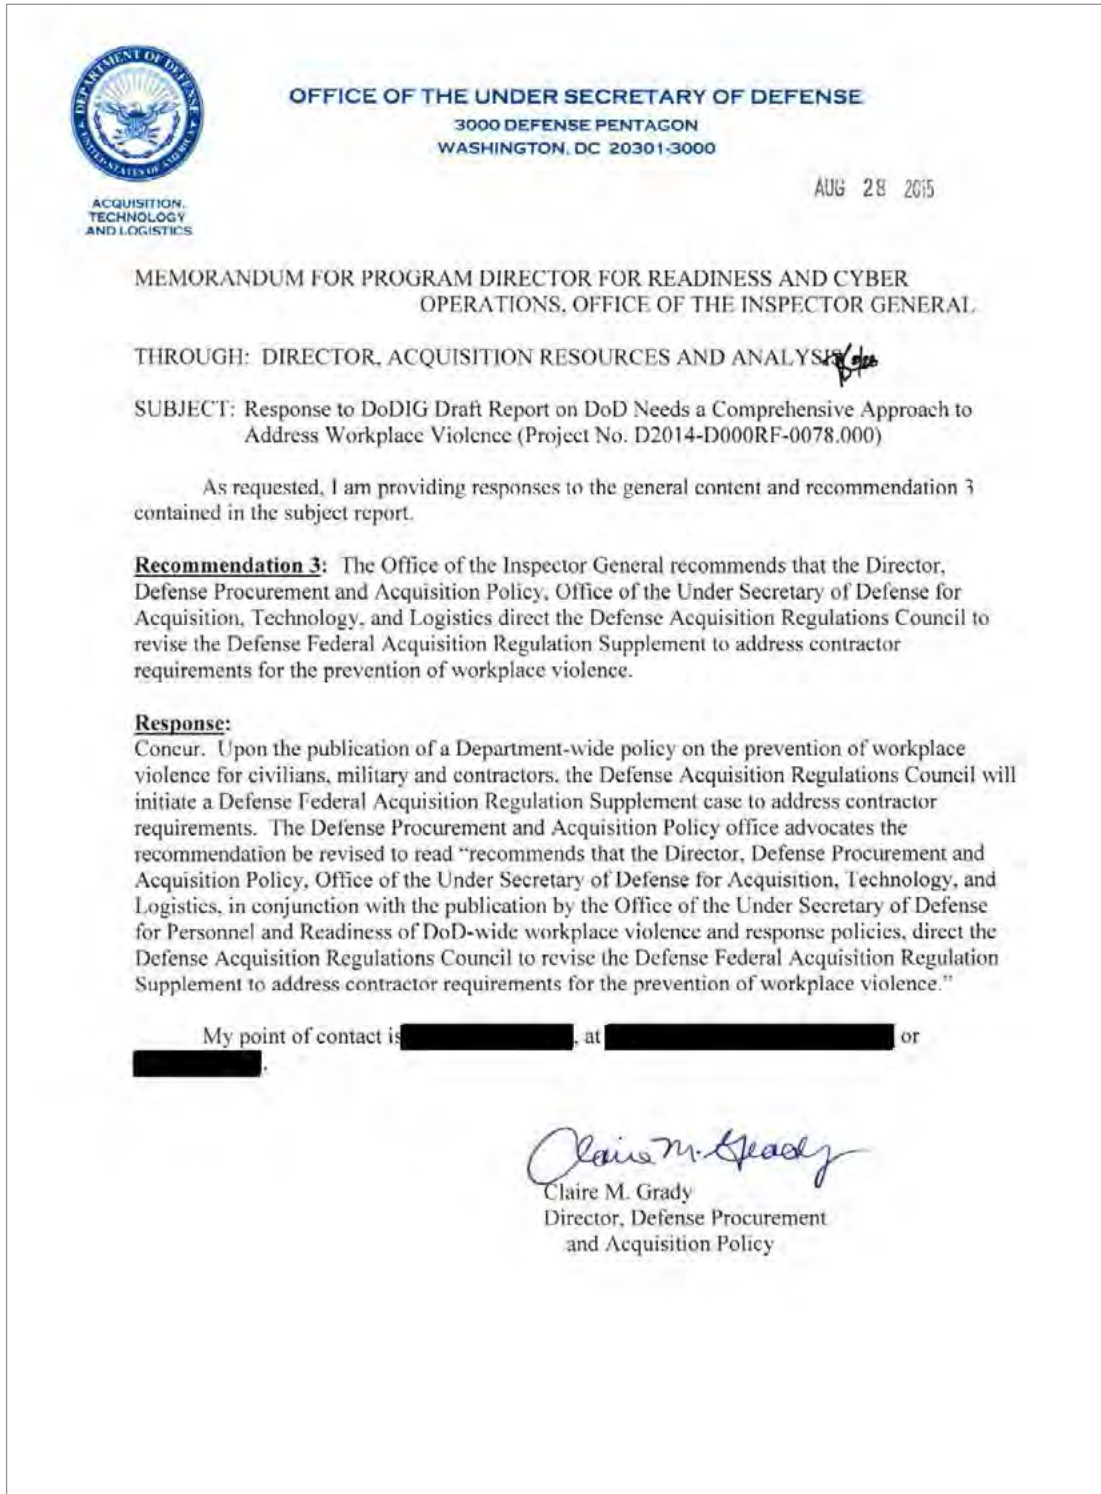 DEPARTMENT OF DEFENSE
UNITED STATES OF AMERICA
OFFICE OF THE UNDER SECRETARY OF DEFENSE
3000 DEFENSE PENTAGON
WASHINGTON, DC 20301-3000
AUG 28 2015
ACQUISITION,
TECHNOLOGY
AND LOGISTICS
MEMORANDUM FOR PROGRAM DIRECTOR FOR READINESS AND CYBER
OPERATIONS, OFFICE OF THE INSPECTOR GENERAL
THROUGH: DIRECTOR, ACQUISITION RESOURCES AND ANALYSIS
SUBJECT: Response to DoDIG Draft Report on DoD Needs a Comprehensive Approach to
Address Workplace Violence (Project No. D2014-D000RF-0078.000)
As requested, I am providing responses to the general content and recommendation 3
contained in the subject report.
Recommendation 3: The Office of the Inspector General recommends that the Director,
Defense Procurement and Acquisition Policy, Office of the Under Secretary of Defense for
Acquisition, Technology, and Logistics direct the Defense Acquisition Regulations Council to
revise the Defense Federal Acquisition Regulation Supplement to address contractor
requirements for the prevention of workplace violence.
Response:
Concur. Upon the publication of a Department-wide policy on the prevention of workplace
violence for civilians, military and contractors, the Defense Acquisition Regulations Council will
initiate a Defense Federal Acquisition Regulation Supplement case to address contractor
requirements. The Defense Procurement and Acquisition Policy office advocates the
recommendation be revised to read “recommends that the Director, Defense Procurement and
Acquisition Policy, Office of the Under Secretary of Defense for Acquisition, Technology, and
Logistics, in conjunction with the publication by the Office of the Under Secretary of Defense
for Personnel and Readiness of DoD-wide workplace violence and response policies, direct the
Defense Acquisition Regulations Council to revise the Defense Federal Acquisition Regulation
Supplement to address contractor requirements for the prevention of workplace violence.”
My point of contact is , at or
.
Claire M. Grady
Claire M. Grady
Director, Defense Procurement
and Acquisition Policy